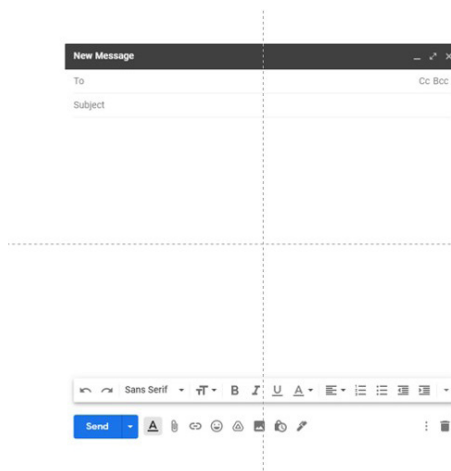 New Message
To Cc Bcc
Subject
Sans Serif B I U A
Send A